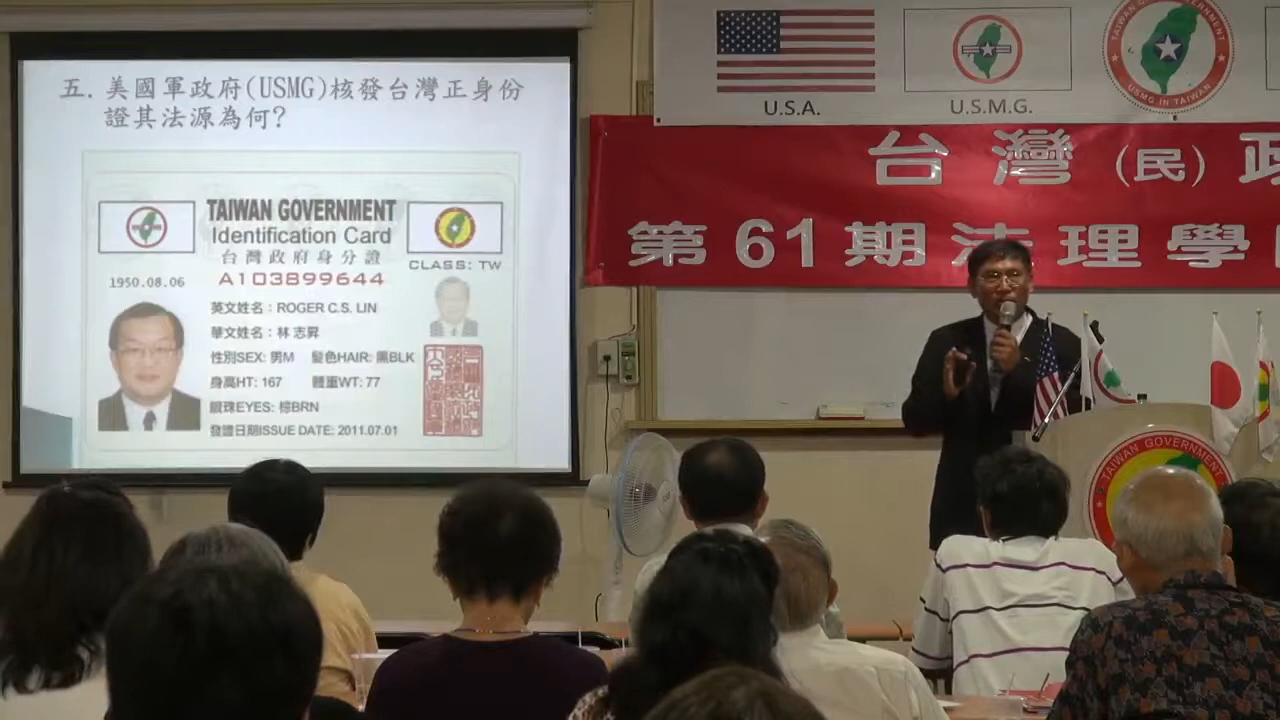 五. 美國軍政府(USMG)核發台灣正身份
證其法源為何?
TAIWAN GOVERNMENT
Identification Card
台灣政府身分證
CLASS: TW
1950.08.06
A103899644
英文姓名：ROGER C.S. LIN
華文姓名：林 志昇
性別SEX: 男M 髮色HAIR: 黑BLK
身高HT: 167 體重WT: 77
眼珠EYES: 棕BRN
發證日期ISSUE DATE: 2011.07.01
U.S.A.
U.S.M.G.
TAIWAN GOVERNMENT
USMG IN TAIWAN
台灣(民)政
第61期法理學
TAIWAN GOVERNMENT